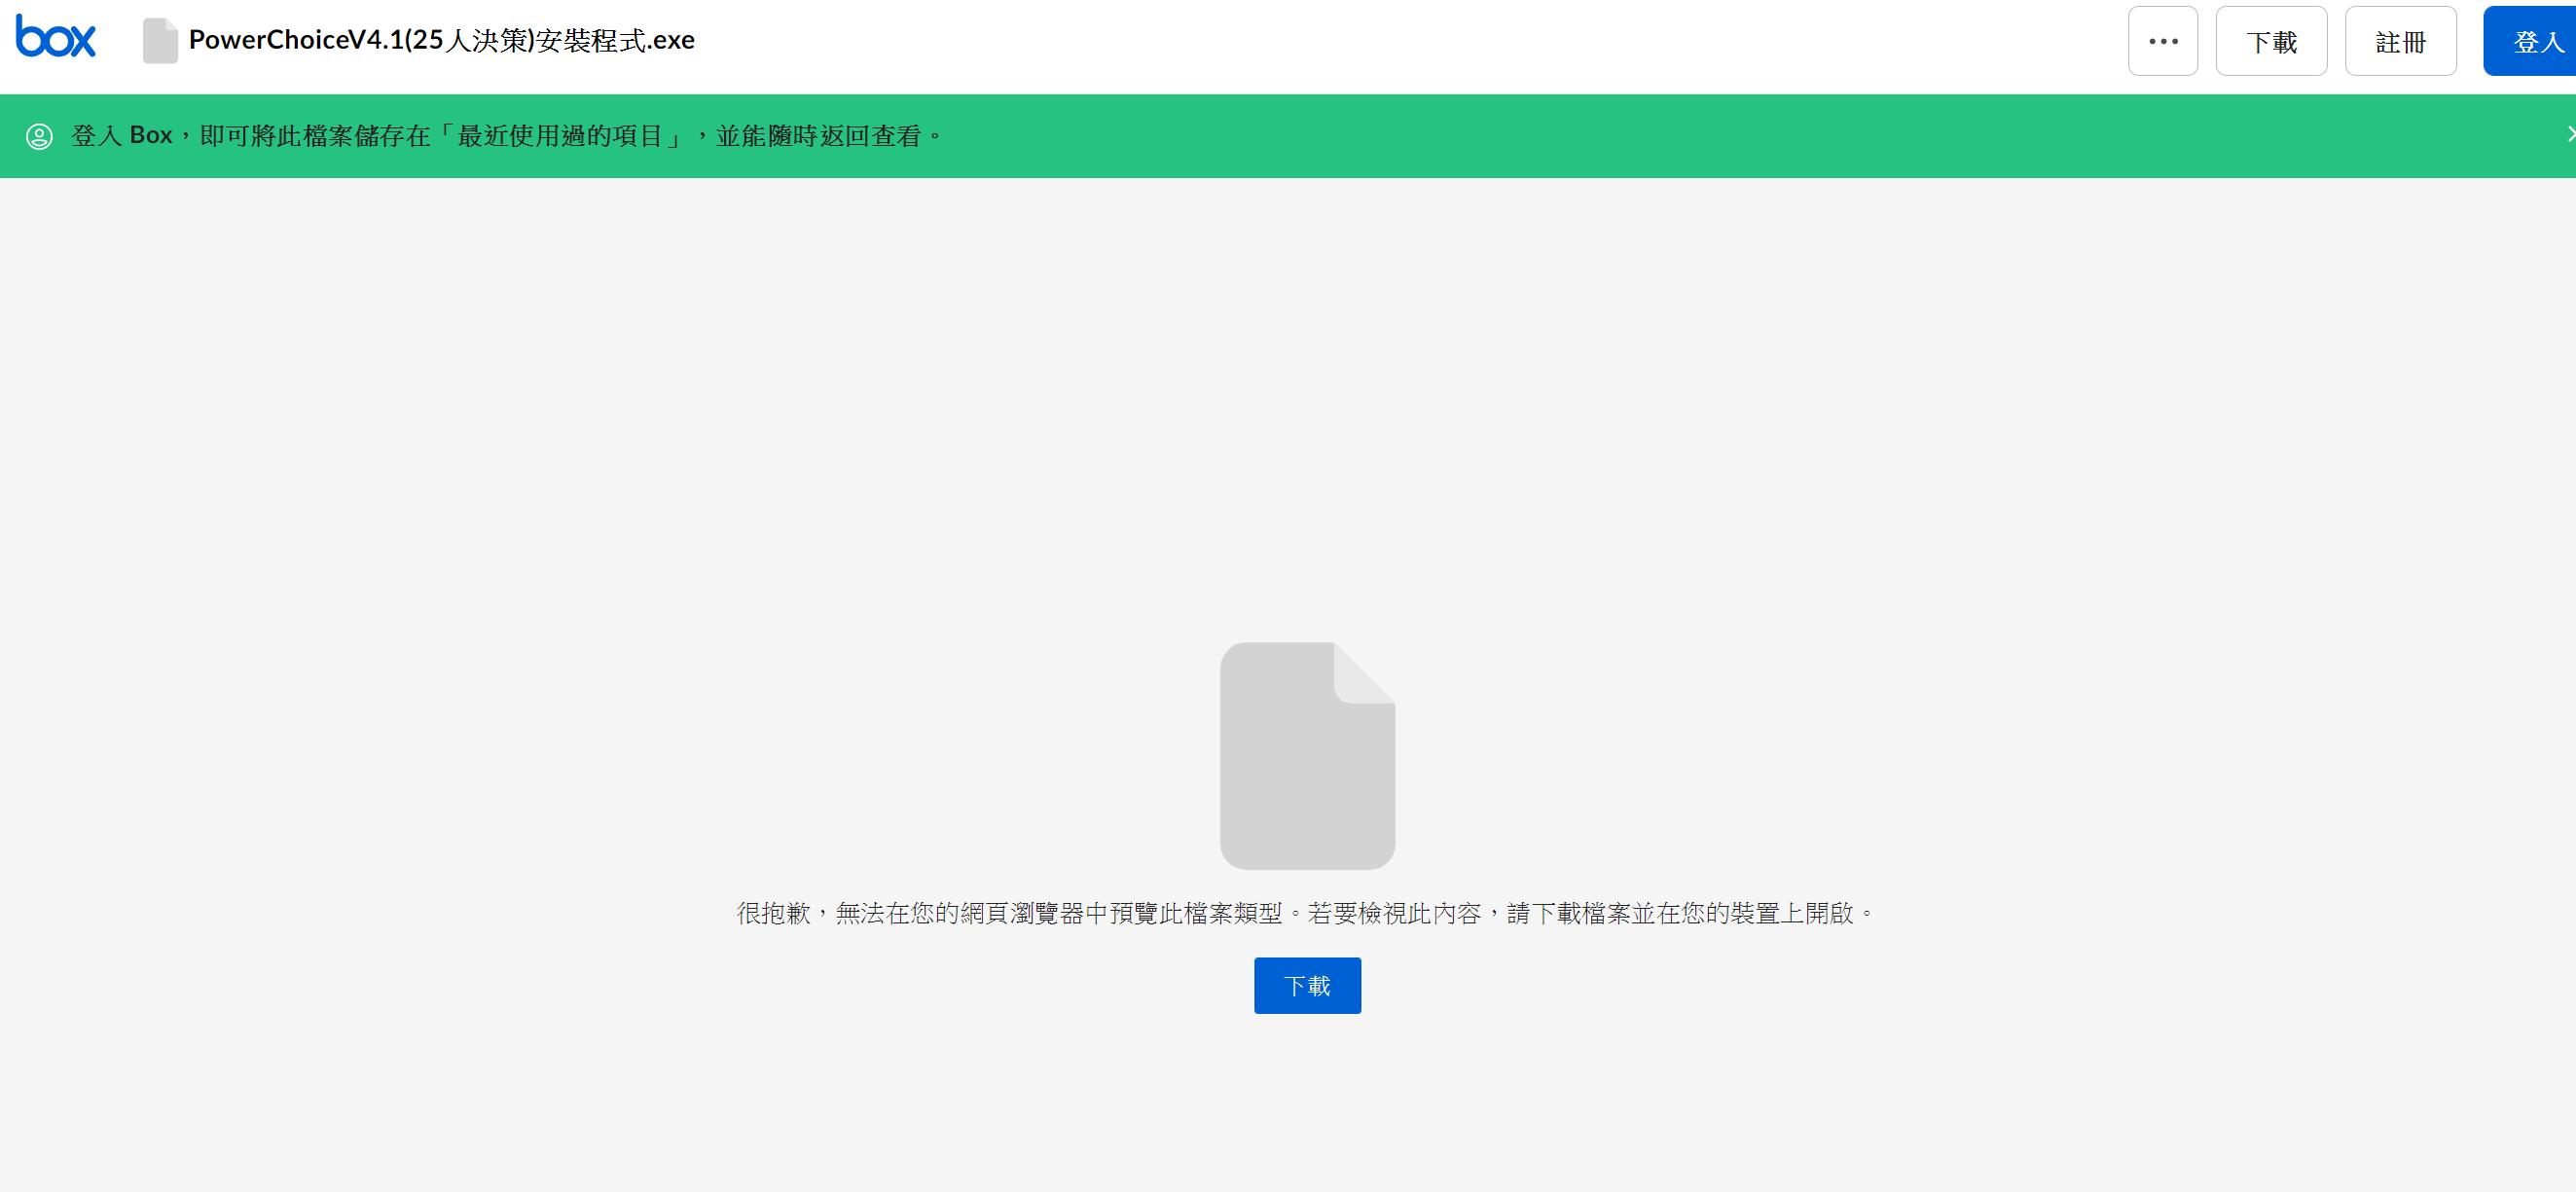 box
PowerChoiceV4.1(25人決策)安裝程式.exe
下載
註冊
登入
登入 Box，即可將此檔案儲存在「最近使用過的項目」，並能隨時返回查看。
很抱歉，無法在您的網頁瀏覽器中預覽此檔案類型。若要檢視此內容，請下載檔案並在您的裝置上開啟。
下載